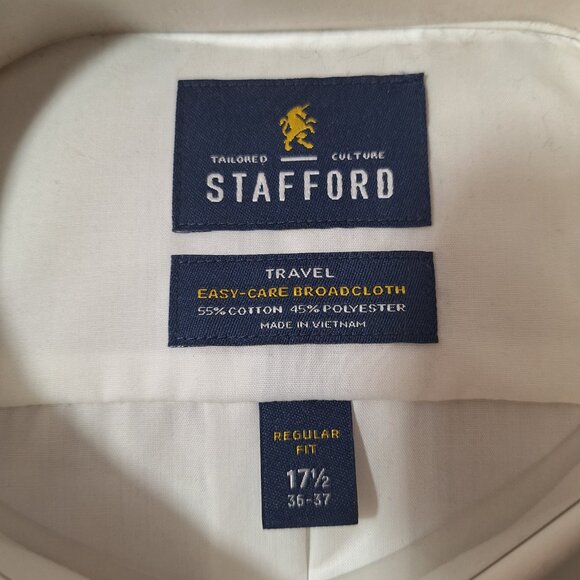 TAILORED CULTURE
STAFFORD
TRAVEL
EASY-CARE BROADCLOTH
55% COTTON 45% POLYESTER
MADE IN VIETNAM
REGULAR
FIT
17½
36-37